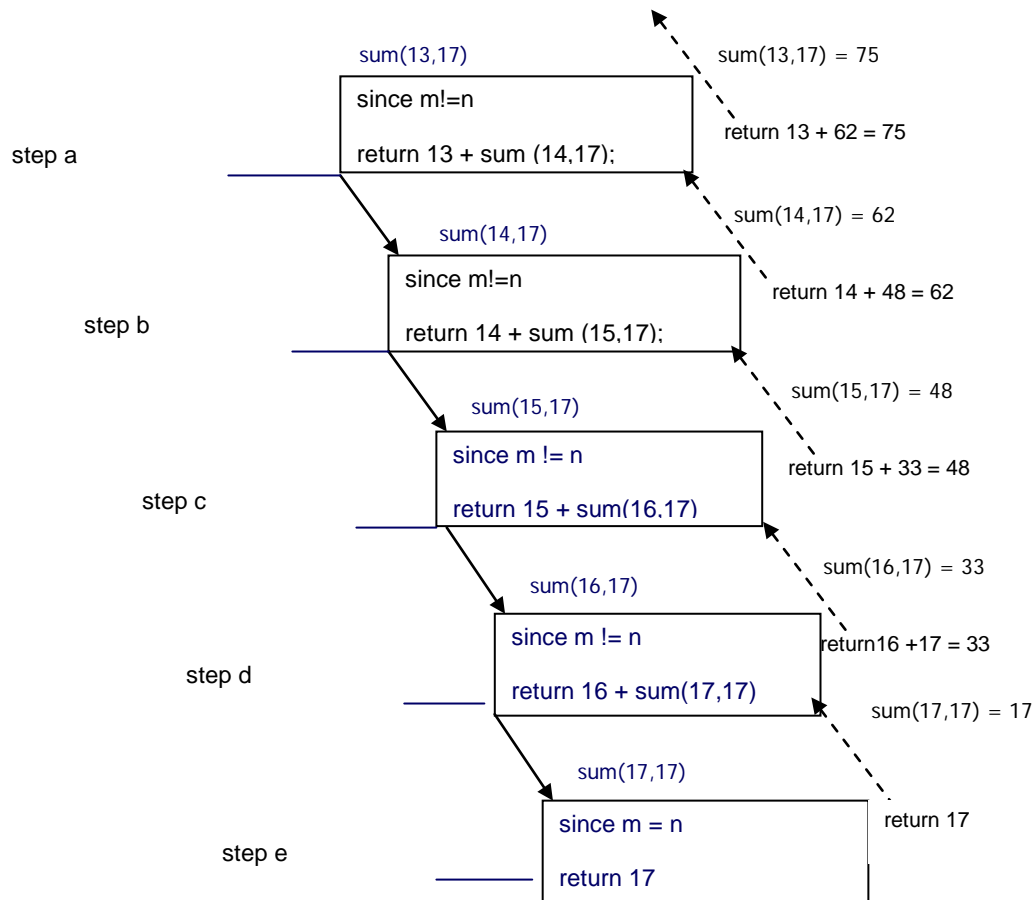 sum(13,17)
sum(13,17) = 75
since m!=n
return 13 + 62 = 75
step a
return 13 + sum (14,17);
sum(14,17) = 62
sum(14,17)
since m!=n
return 14 + 48 = 62
step b
return 14 + sum (15,17);
sum(15,17) = 48
sum(15,17)
since m != n
return 15 + 33 = 48
step c
return 15 + sum(16,17)
sum(16,17) = 33
sum(16,17)
since m != n
return16 +17 = 33
step d
return 16 + sum(17,17)
sum(17,17) = 17
sum(17,17)
since m = n
return 17
step e
return 17